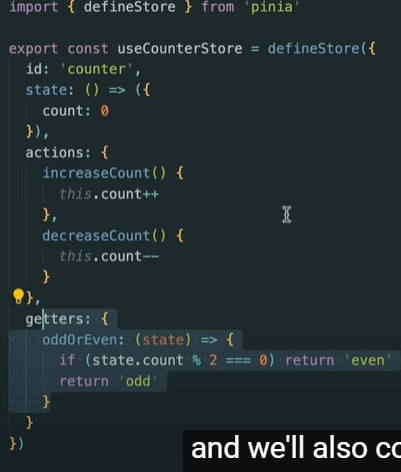 import { defineStore } from 'pinia'
export const useCounterStore = defineStore({
id: 'counter',
state: () => ({
count: 0
}),
actions: {
increaseCount() {
this.count++
},
decreaseCount() {
this.count--
}
},
getters: {
oddOrEven: (state) => {
if (state.count % 2 === 0) return 'even'
return 'odd'
}
}
})
and we'll also co